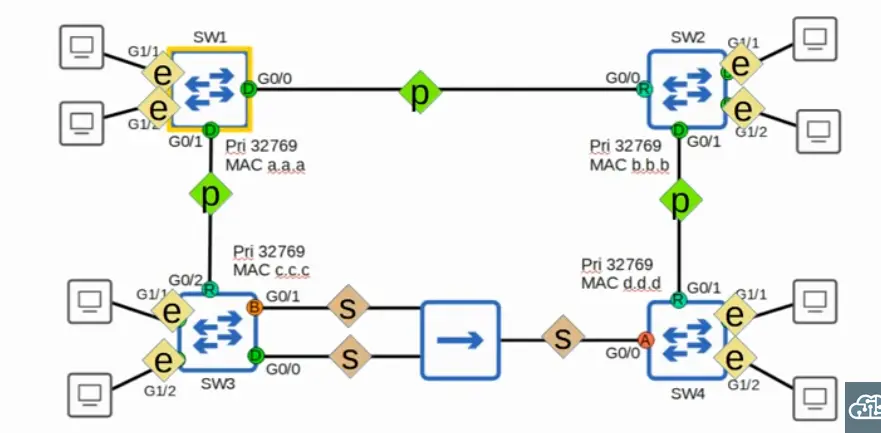 SW1
SW2
G1/1
G1/1
e
e
G0/0
p
G0/0
D
R
e
e
G1/2
G1/2
G0/1
D
Pri 32769
MAC a.a.a
Pri 32769
MAC b.b.b
D
G0/1
p
p
Pri 32769
MAC c.c.c
Pri 32769
MAC d.d.d
G0/2
R
R
G0/1
G1/1
G1/1
e
B
G0/1
s
e
s
A
e
D
s
e
G0/0
G0/0
G1/2
G1/2
SW3
SW4